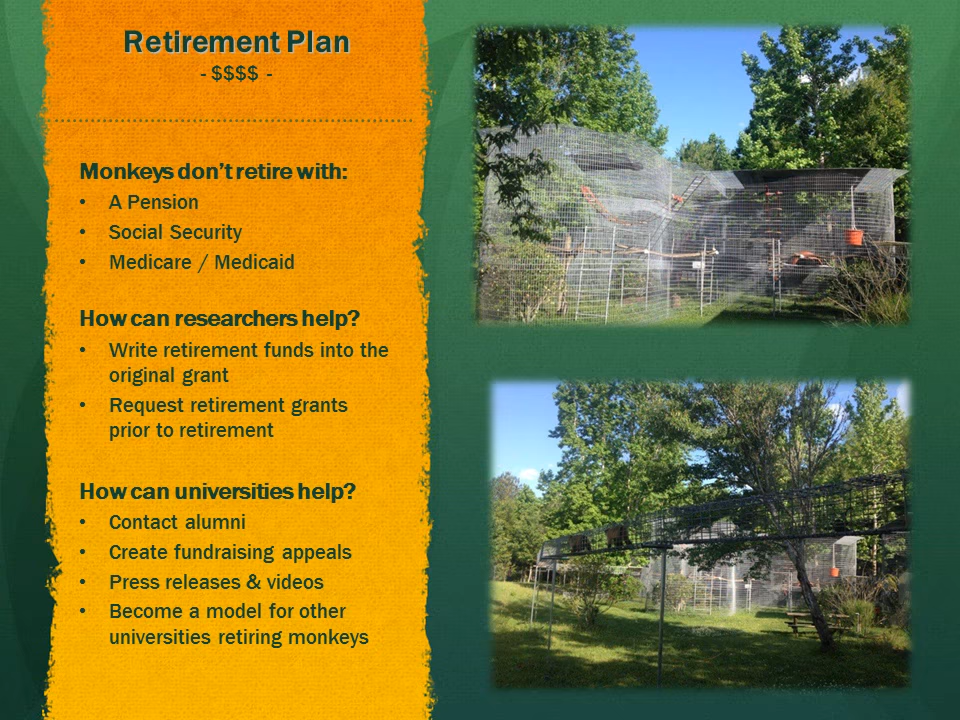 Retirement Plan
- $$$$ -
Monkeys don't retire with:
• A Pension
• Social Security
• Medicare / Medicaid
How can researchers help?
• Write retirement funds into the
original grant
• Request retirement grants
prior to retirement
How can universities help?
• Contact alumni
• Create fundraising appeals
• Press releases & videos
• Become a model for other
universities retiring monkeys